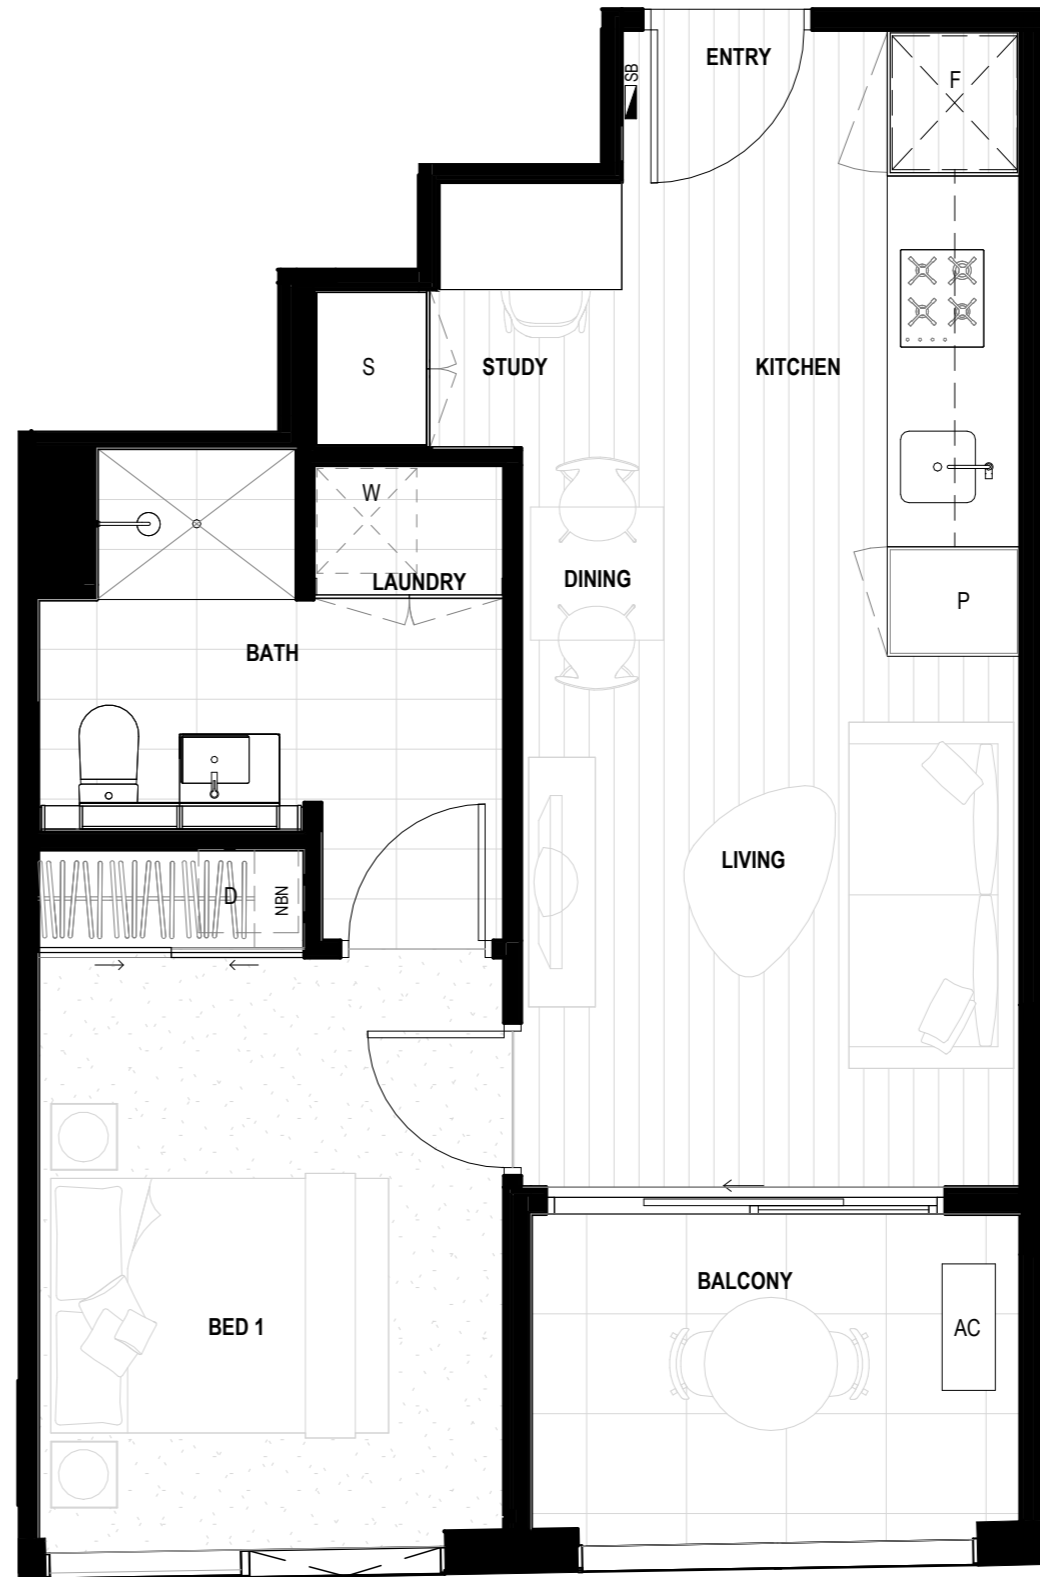 ENTRY
SB
F
S
STUDY
KITCHEN
W
LAUNDRY
DINING
P
BATH
LIVING
D
NBN
BALCONY
BED 1
AC